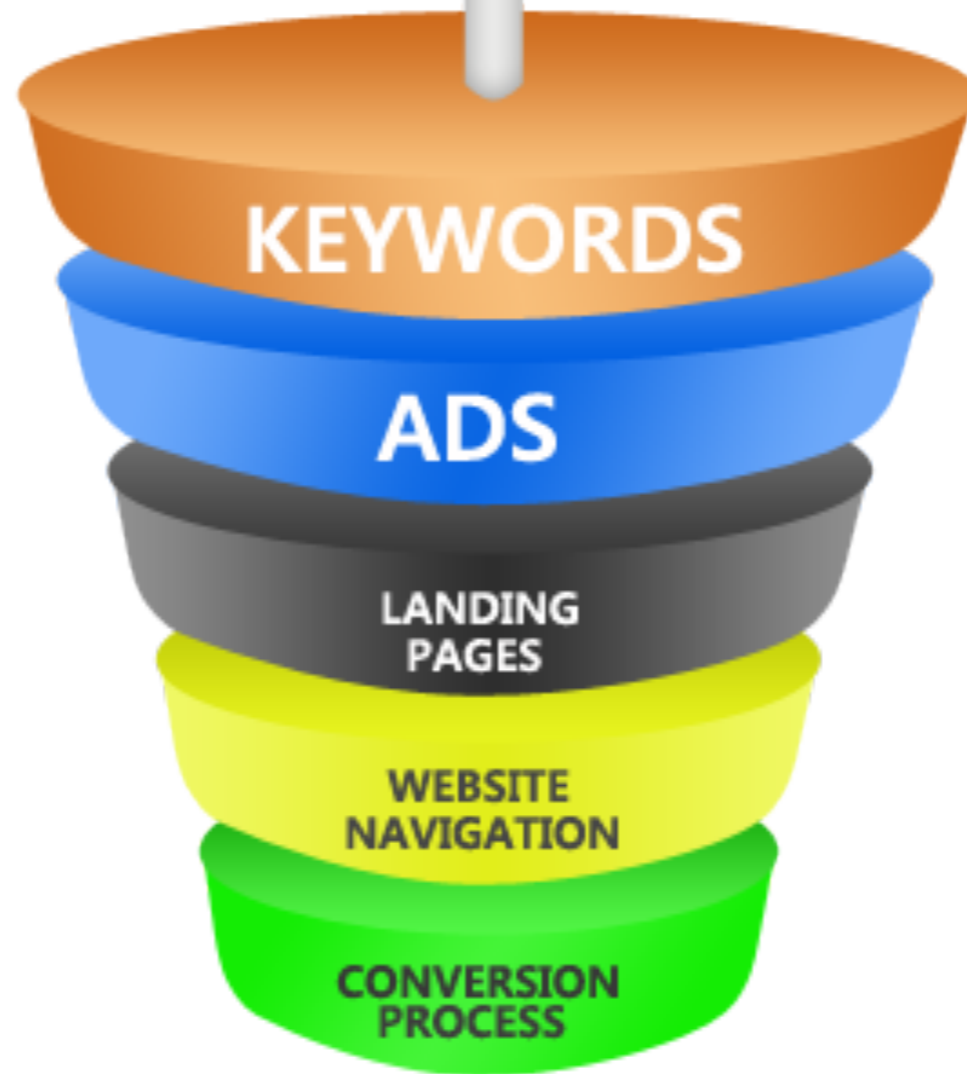 KEYWORDS
ADS
LANDING
PAGES
WEBSITE
NAVIGATION
CONVERSION
PROCESS